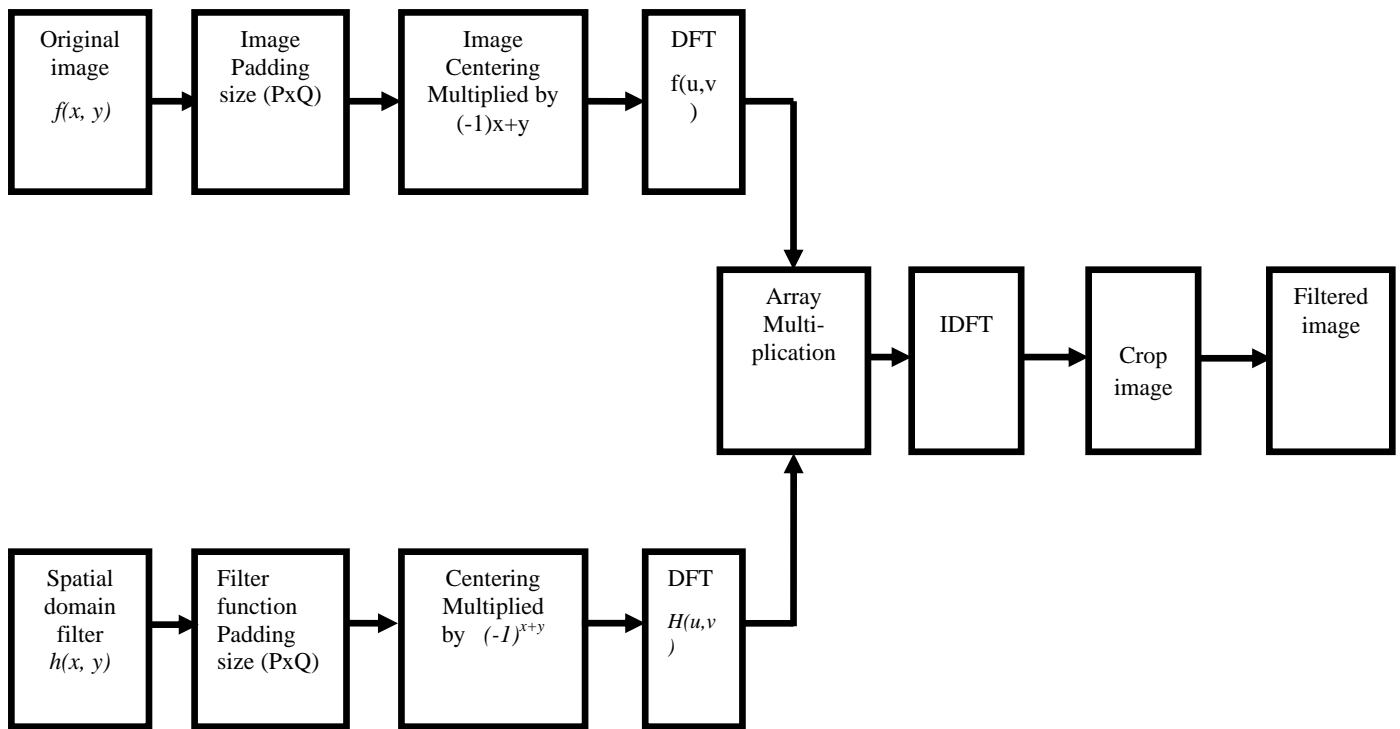 Original
image
f(x, y)
Image
Padding
size (PxQ)
Image
Centering
Multiplied by
(-1)x+y
DFT
f(u,v
)
Array
Multi-
plication
IDFT
Crop
image
Filtered
image
Spatial
domain
filter
h(x, y)
Filter
function
Padding
size (PxQ)
Centering
Multiplied
by (-1)^{x+y}
DFT
H(u,v
)